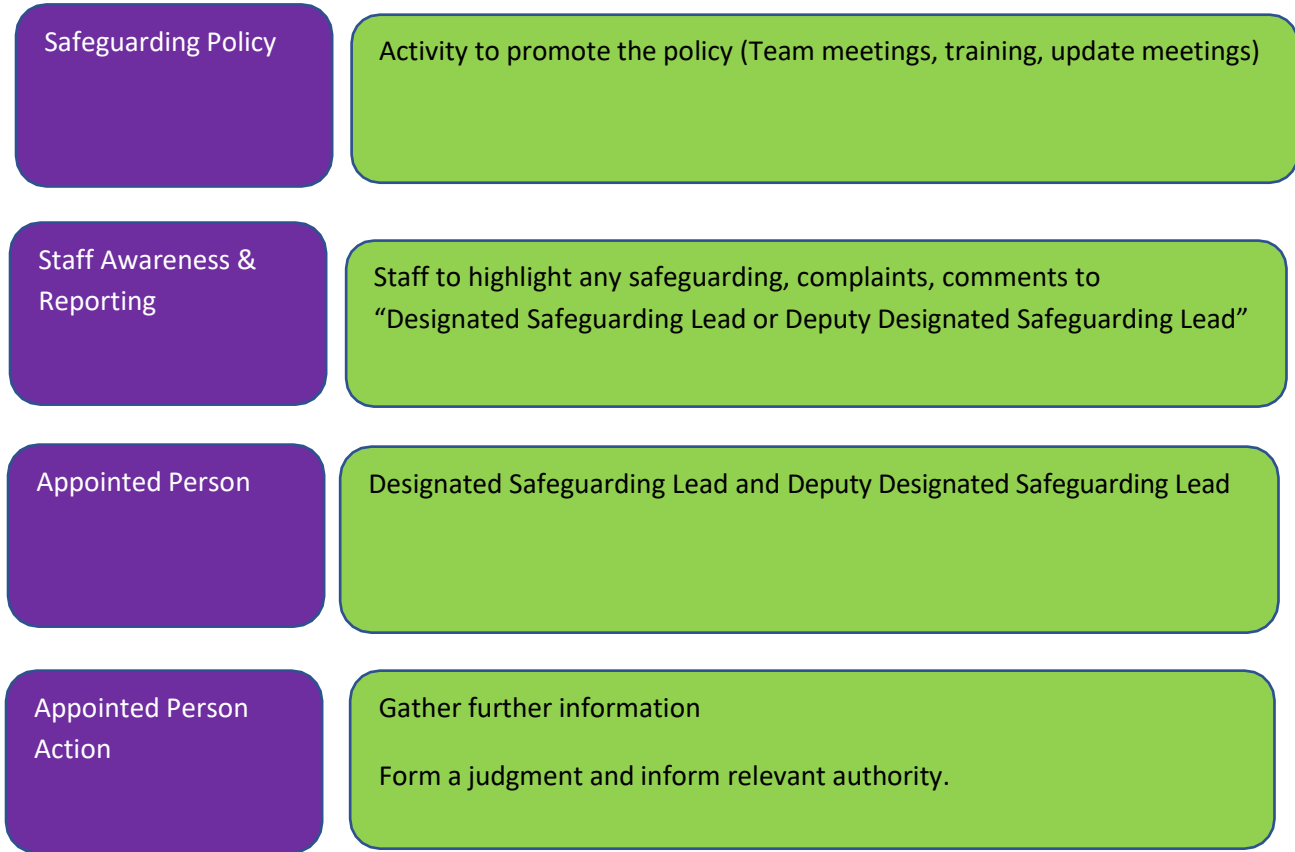 Safeguarding Policy
Activity to promote the policy (Team meetings, training, update meetings)
Staff Awareness &
Reporting
Staff to highlight any safeguarding, complaints, comments to
“Designated Safeguarding Lead or Deputy Designated Safeguarding Lead”
Appointed Person
Designated Safeguarding Lead and Deputy Designated Safeguarding Lead
Appointed Person
Action
Gather further information
Form a judgment and inform relevant authority.